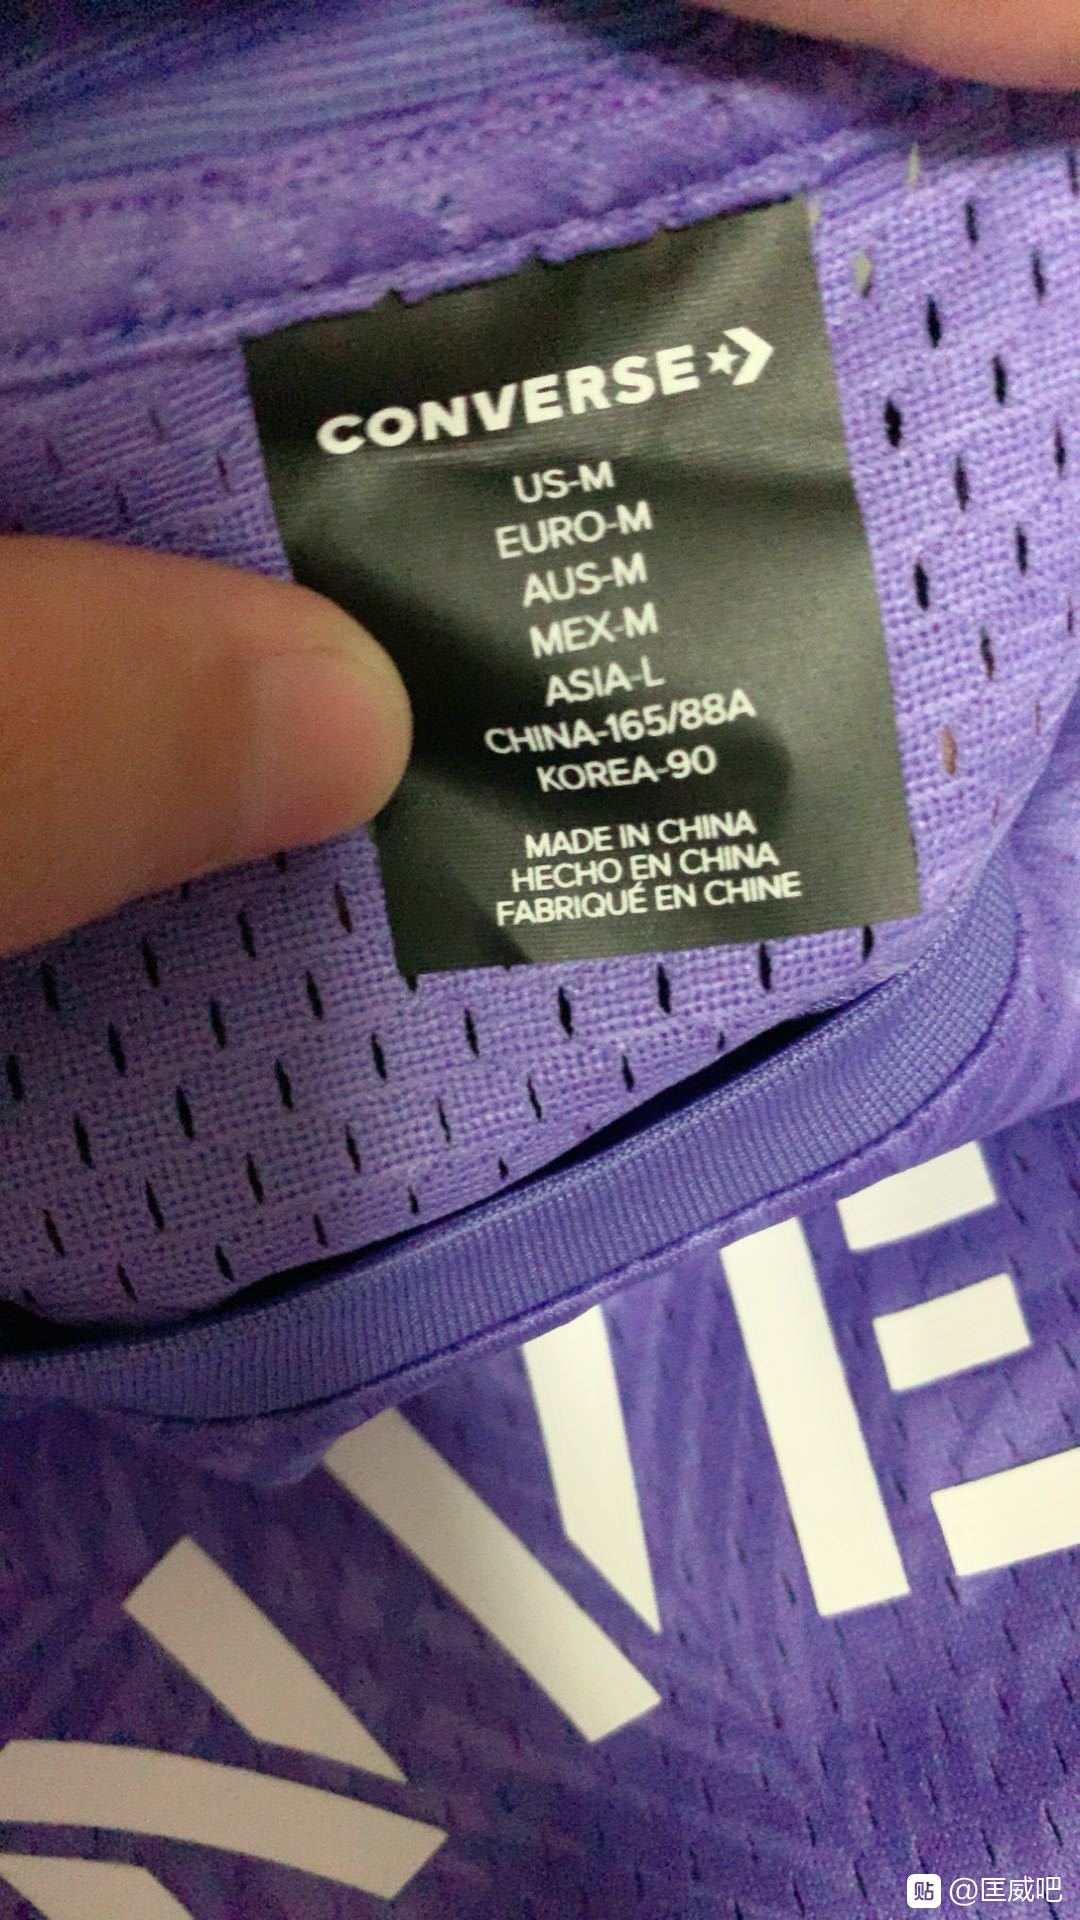 CONVERSE
US-M
EURO-M
AUS-M
MEX-M
ASIA-L
CHINA-165/88A
KOREA-90
MADE IN CHINA
HECHO EN CHINA
FABRIQUÉ EN CHINE
NVE
贴 @匡威吧